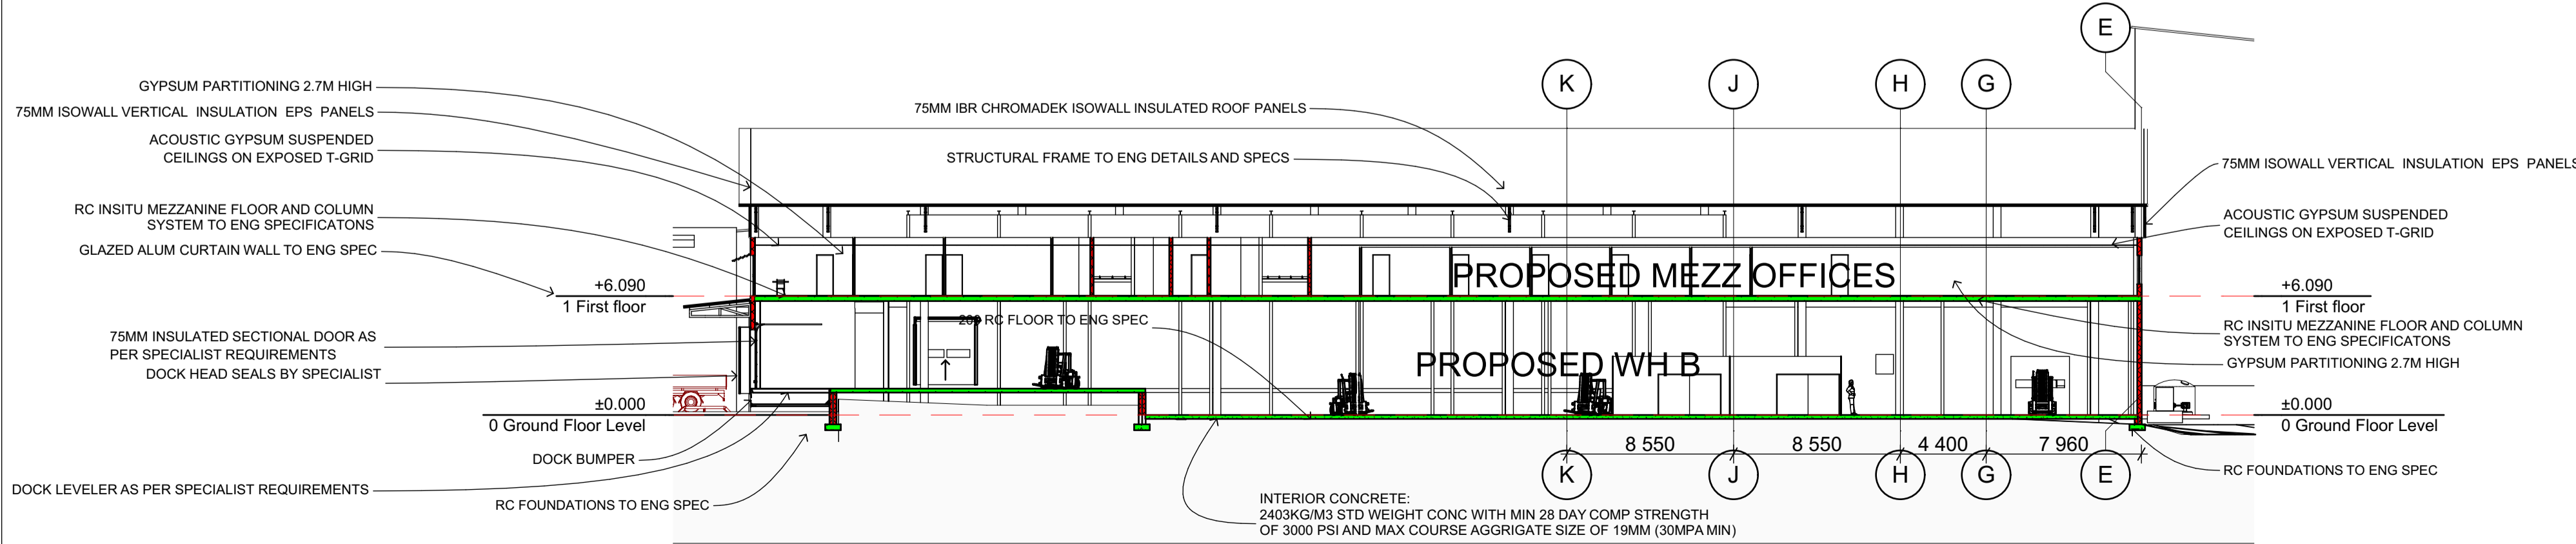 E
K
J
H
G
GYPSUM PARTITIONING 2.7M HIGH
75MM ISOWALL VERTICAL INSULATION EPS PANELS
ACOUSTIC GYPSUM SUSPENDED
CEILINGS ON EXPOSED T-GRID
RC INSITU MEZZANINE FLOOR AND COLUMN
SYSTEM TO ENG SPECIFICATONS
GLAZED ALUM CURTAIN WALL TO ENG SPEC
+6.090
1 First floor
75MM INSULATED SECTIONAL DOOR AS
PER SPECIALIST REQUIREMENTS
DOCK HEAD SEALS BY SPECIALIST
±0.000
0 Ground Floor Level
DOCK BUMPER
DOCK LEVELER AS PER SPECIALIST REQUIREMENTS
RC FOUNDATIONS TO ENG SPEC
75MM IBR CHROMADEK ISOWALL INSULATED ROOF PANELS
STRUCTURAL FRAME TO ENG DETAILS AND SPECS
PROPOSED MEZZ OFFICES
RC FLOOR TO ENG SPEC
PROPOSED WH B
8 550
8 550
4 400
7 960
K
J
H
G
E
INTERIOR CONCRETE:
2403KG/M3 STD WEIGHT CONC WITH MIN 28 DAY COMP STRENGTH
OF 3000 PSI AND MAX COURSE AGGRIGATE SIZE OF 19MM (30MPA MIN)
75MM ISOWALL VERTICAL INSULATION EPS PANELS
ACOUSTIC GYPSUM SUSPENDED
CEILINGS ON EXPOSED T-GRID
+6.090
1 First floor
RC INSITU MEZZANINE FLOOR AND COLUMN
SYSTEM TO ENG SPECIFICATONS
GYPSUM PARTITIONING 2.7M HIGH
±0.000
0 Ground Floor Level
RC FOUNDATIONS TO ENG SPEC